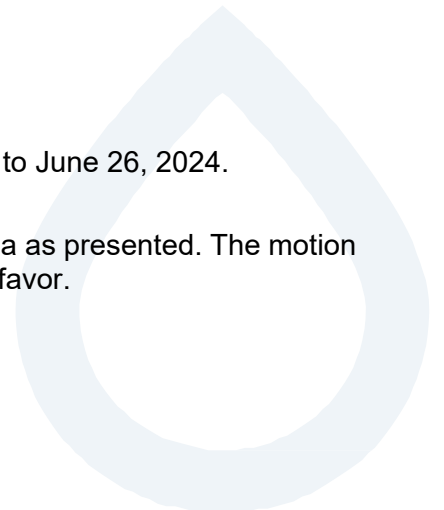 to June 26, 2024.
a as presented. The motion
favor.